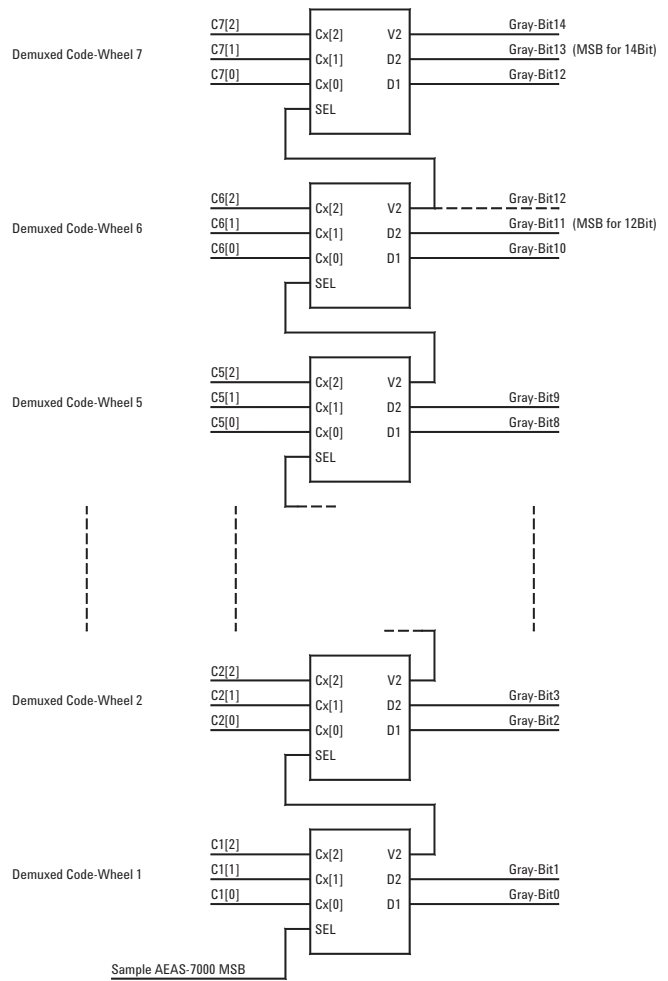 C7[2] Cx[2] V2 Gray-Bit14
Demuxed Code-Wheel 7 C7[1] Cx[1] D2 Gray-Bit13 (MSB for 14Bit)
C7[0] Cx[0] D1 Gray-Bit12
SEL
C6[2] Cx[2] V2 Gray-Bit12
Demuxed Code-Wheel 6 C6[1] Cx[1] D2 Gray-Bit11 (MSB for 12Bit)
C6[0] Cx[0] D1 Gray-Bit10
SEL
C5[2] Cx[2] V2
Demuxed Code-Wheel 5 C5[1] Cx[1] D2 Gray-Bit9
C5[0] Cx[0] D1 Gray-Bit8
SEL
C2[2] Cx[2] V2
Demuxed Code-Wheel 2 C2[1] Cx[1] D2 Gray-Bit3
C2[0] Cx[0] D1 Gray-Bit2
SEL
C1[2] Cx[2] V2
Demuxed Code-Wheel 1 C1[1] Cx[1] D2 Gray-Bit1
C1[0] Cx[0] D1 Gray-Bit0
SEL
Sample AEAS-7000 MSB